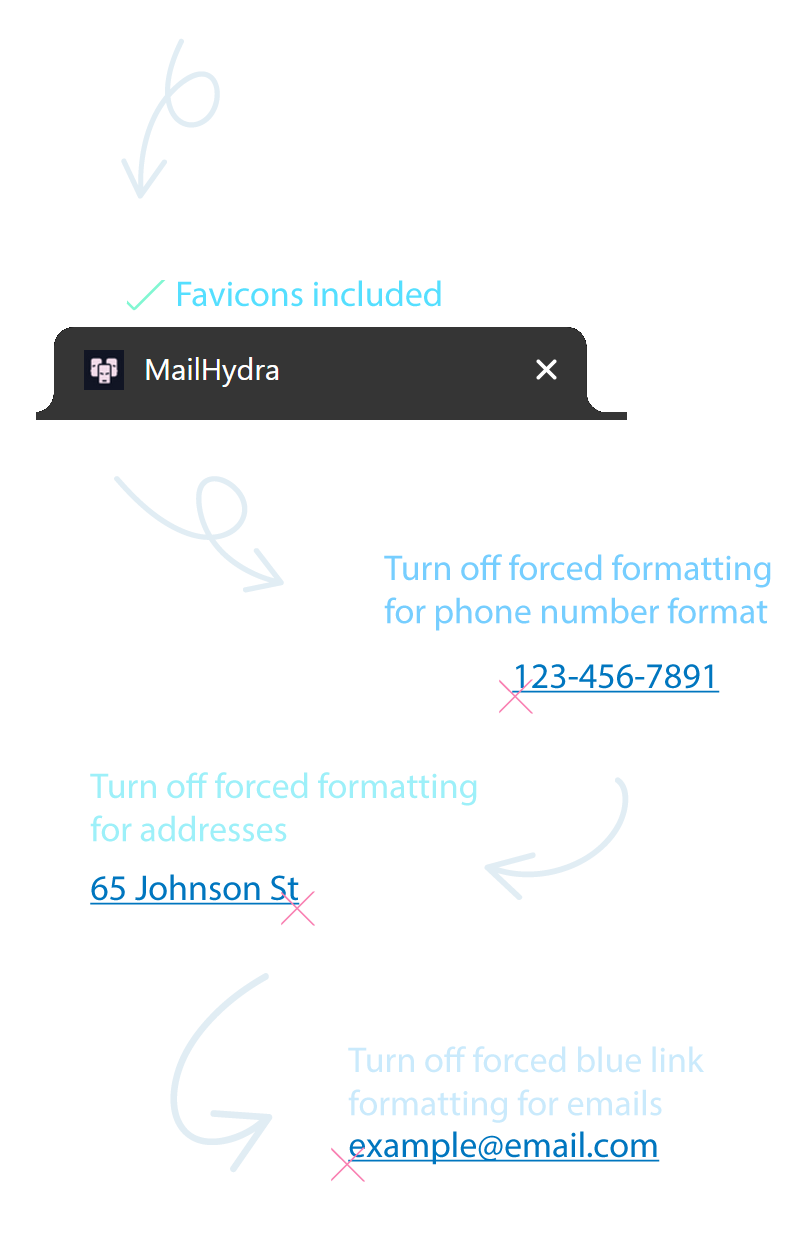 Favicons included
MailHydra
Turn off forced formatting
for phone number format
123-456-7891
Turn off forced formatting
for addresses
65 Johnson St
Turn off forced blue link
formatting for emails
example@email.com